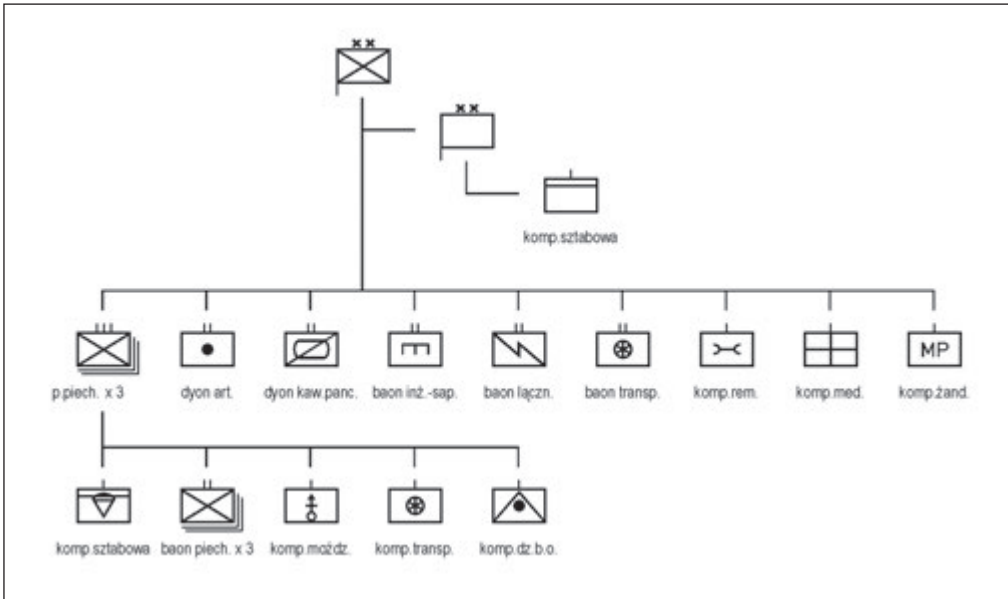 komp.sztabowa
p.piech. x 3 dyon art. dyon kaw.panc. baon inż.-sap. baon łączn. baon transp. komp.rem. komp.med. komp.żand.
MP
komp.sztabowa baon piech. x 3 komp.moździ. komp.transp. komp.dz.b.o.